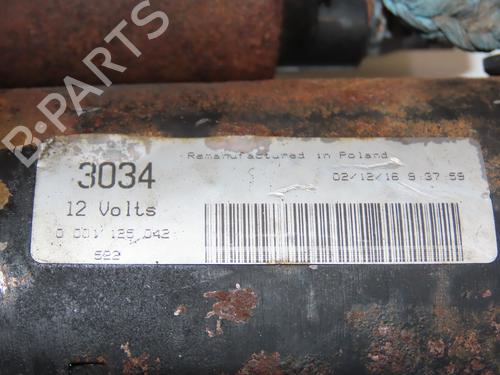 Remanufactured in Poland
3034
02/12/16 9:37:59
12 Volts
0 001 125 042
522
B-PARTS